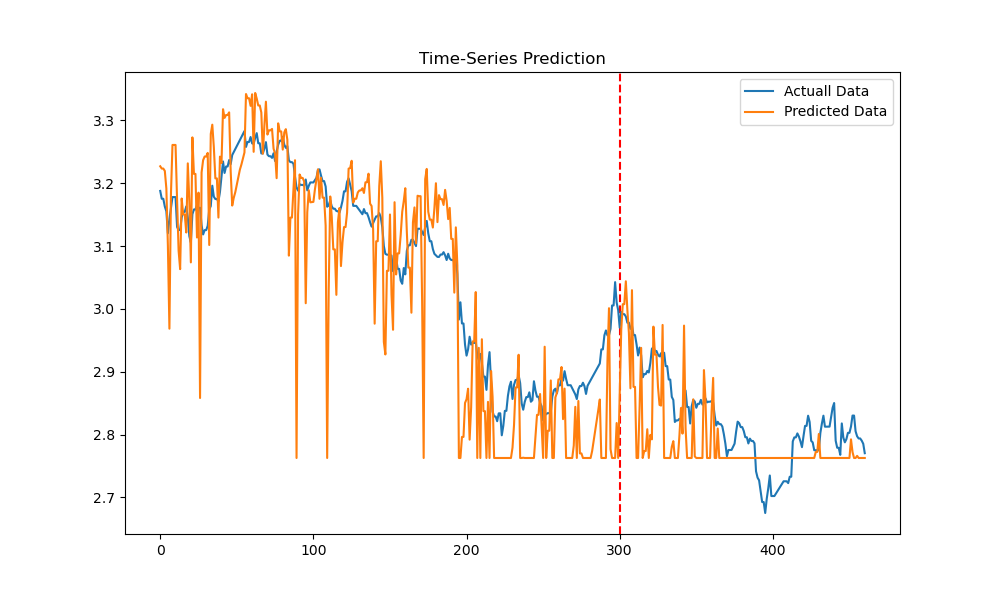 Time-Series Prediction
Actuall Data
Predicted Data
3.3
3.2
3.1
3.0
2.9
2.8
2.7
0 100 200 300 400